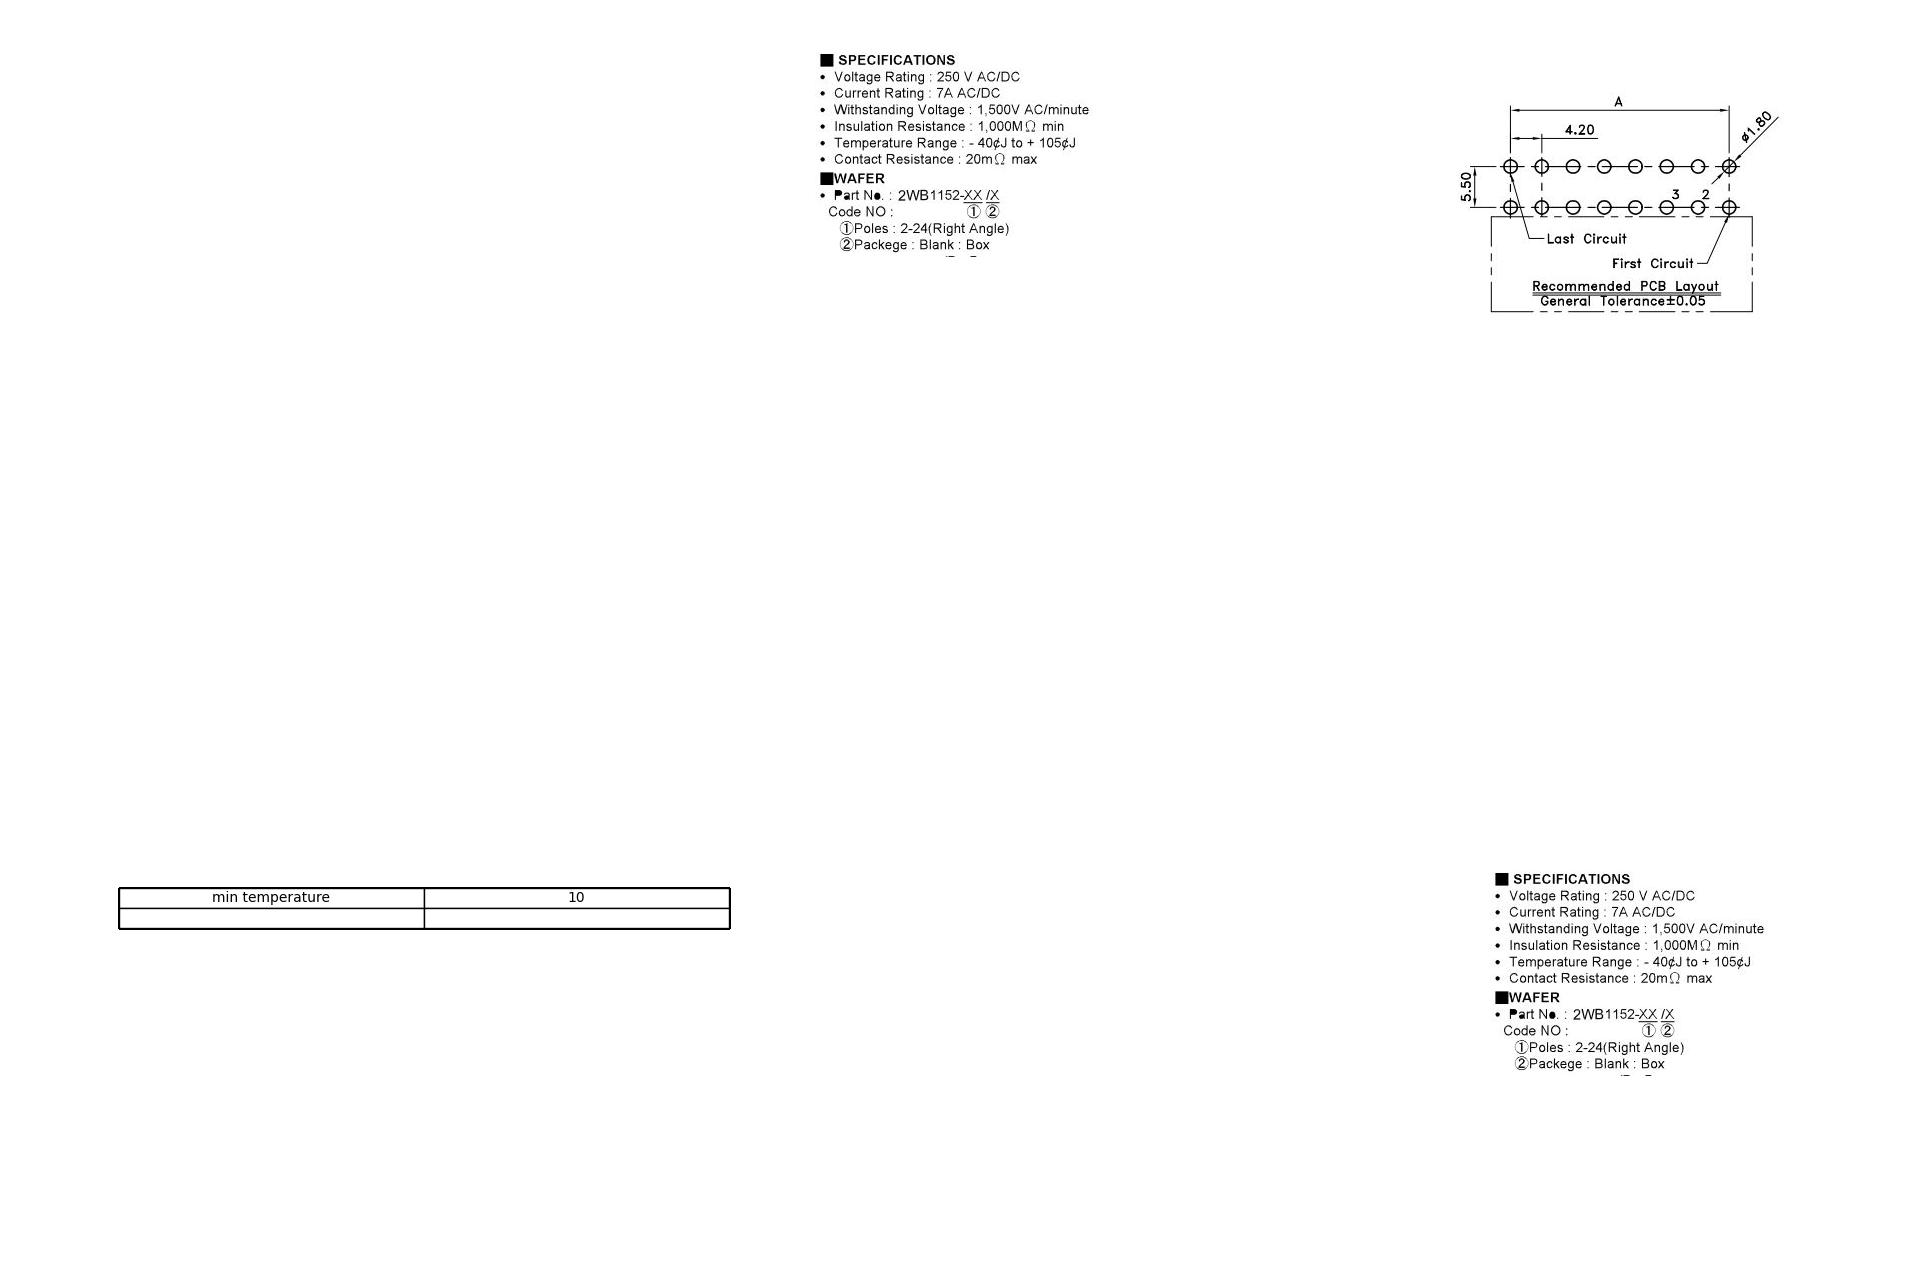 ■ SPECIFICATIONS
• Voltage Rating : 250 V AC/DC
• Current Rating : 7A AC/DC
• Withstanding Voltage : 1,500V AC/minute
• Insulation Resistance : 1,000MΩ min
• Temperature Range : - 40¢J to + 105¢J
• Contact Resistance : 20mΩ max
■WAFER
• Part No. : 2WB1152-XX /X
Code NO : ① ②
①Poles : 2-24(Right Angle)
②Packege : Blank : Box
A
4.20
ø1.80
5.50
3 2
Last Circuit
First Circuit
Recommended PCB Layout
General Tolerance±0.05
min temperature 10
■ SPECIFICATIONS
• Voltage Rating : 250 V AC/DC
• Current Rating : 7A AC/DC
• Withstanding Voltage : 1,500V AC/minute
• Insulation Resistance : 1,000MΩ min
• Temperature Range : - 40¢J to + 105¢J
• Contact Resistance : 20mΩ max
■WAFER
• Part No. : 2WB1152-XX /X
Code NO : ① ②
①Poles : 2-24(Right Angle)
②Packege : Blank : Box